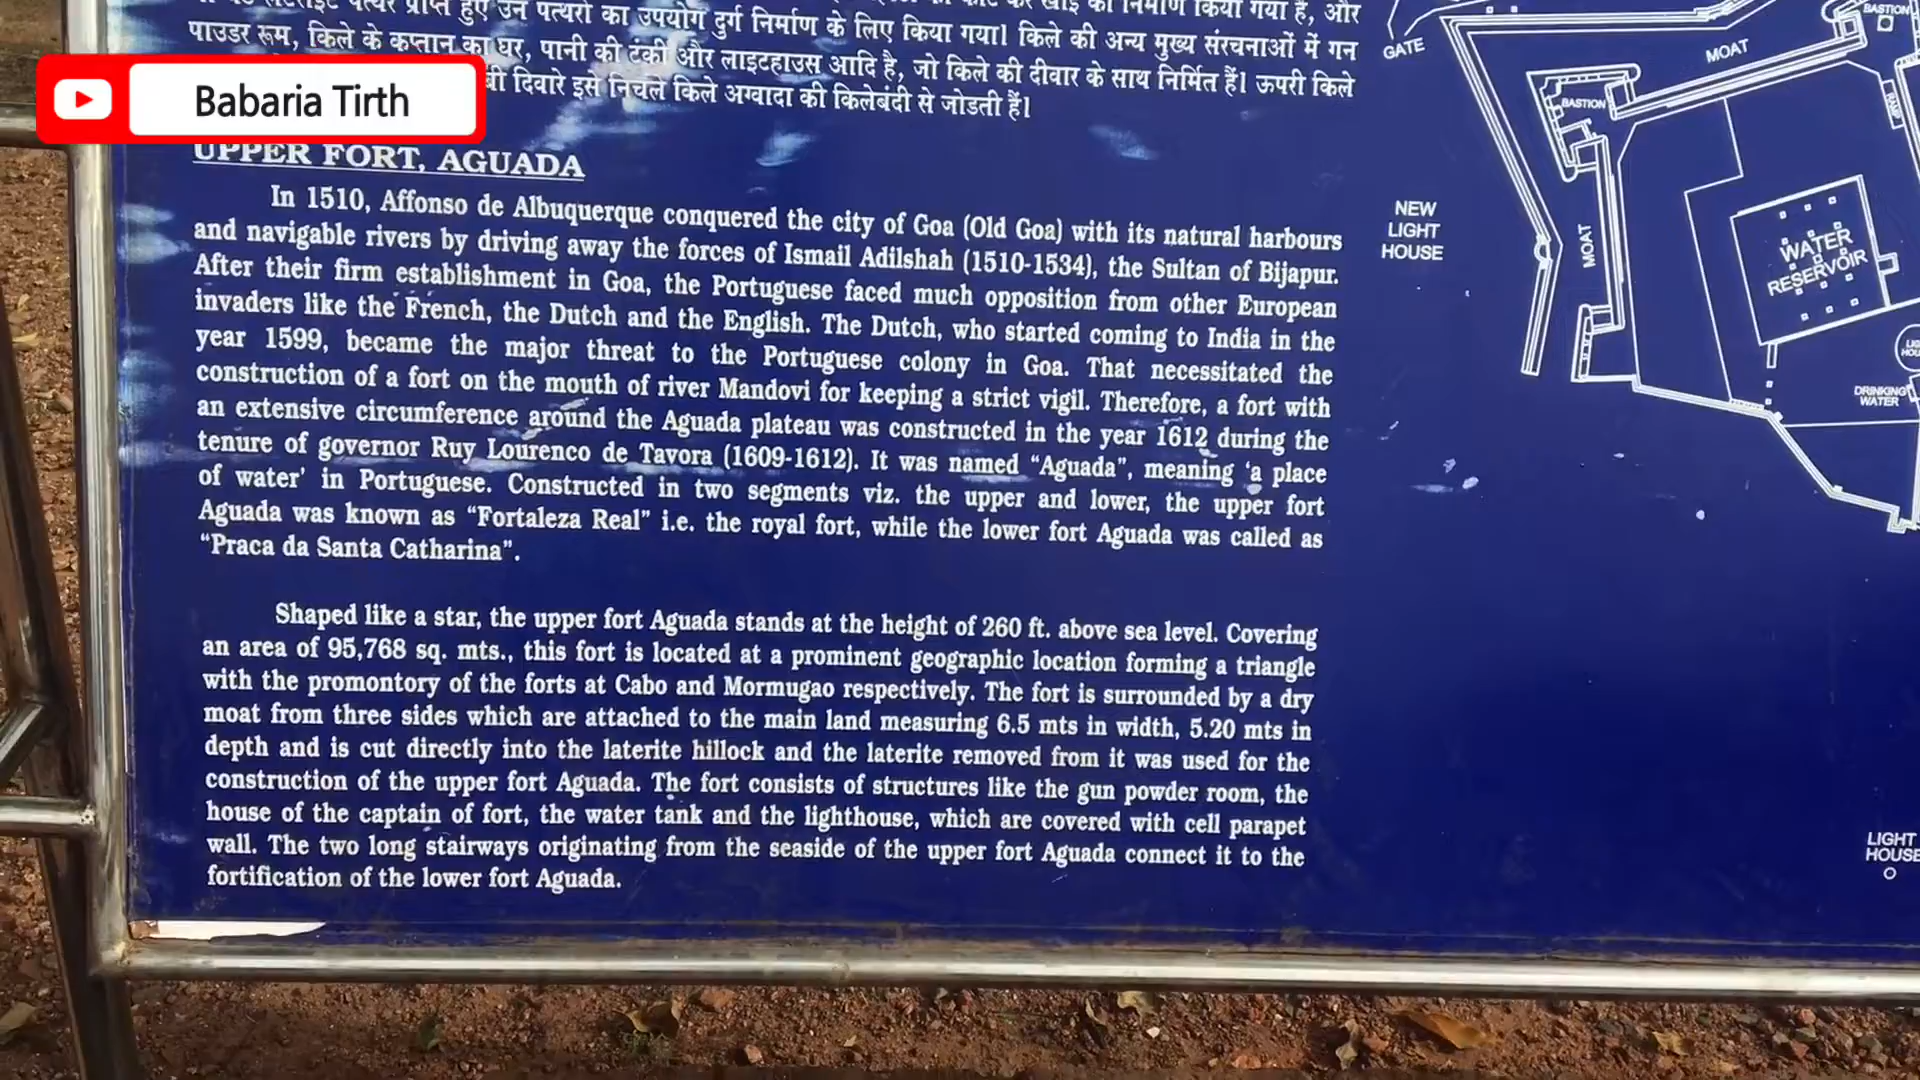 पाउडर रूम, किले के कप्तान का घर, पानी की टंकी और लाइटहाउस आदि है, जो किले की दीवार के साथ निर्मित हैं। ऊपरी किले
दिवारे इसे निचले किले अग्वादा की किलेबंदी से जोडती हैं।
Babaria Tirth
UPPER FORT, AGUADA
In 1510, Affonso de Albuquerque conquered the city of Goa (Old Goa) with its natural harbours
and navigable rivers by driving away the forces of Ismail Adilshah (1510-1534), the Sultan of Bijapur.
After their firm establishment in Goa, the Portuguese faced much opposition from other European
invaders like the French, the Dutch and the English. The Dutch, who started coming to India in the
year 1599, became the major threat to the Portuguese colony in Goa. That necessitated the
construction of a fort on the mouth of river Mandovi for keeping a strict vigil. Therefore, a fort with
an extensive circumference around the Aguada plateau was constructed in the year 1612 during the
tenure of governor Ruy Lourenco de Tavora (1609-1612). It was named “Aguada”, meaning ‘a place
of water’ in Portuguese. Constructed in two segments viz. the upper and lower, the upper fort
Aguada was known as “Fortaleza Real” i.e. the royal fort, while the lower fort Aguada was called as
“Praca da Santa Catharina”.
Shaped like a star, the upper fort Aguada stands at the height of 260 ft. above sea level. Covering
an area of 95,768 sq. mts., this fort is located at a prominent geographic location forming a triangle
with the promontory of the forts at Cabo and Mormugao respectively. The fort is surrounded by a dry
moat from three sides which are attached to the main land measuring 6.5 mts in width, 5.20 mts in
depth and is cut directly into the laterite hillock and the laterite removed from it was used for the
construction of the upper fort Aguada. The fort consists of structures like the gun powder room, the
house of the captain of fort, the water tank and the lighthouse, which are covered with cell parapet
wall. The two long stairways originating from the seaside of the upper fort Aguada connect it to the
fortification of the lower fort Aguada.
GATE
MOAT
BASTION
BASTION
MOAT
NEW
LIGHT
HOUSE
WATER
RESERVOIR
DRINKING
WATER
LIGHT
HOUSE